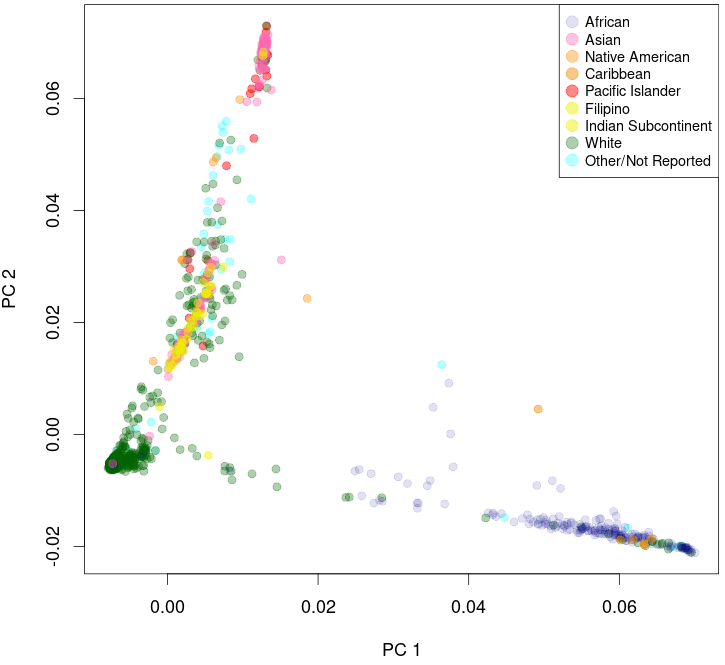 African
Asian
Native American
Caribbean
Pacific Islander
Filipino
Indian Subcontinent
White
Other/Not Reported
PC 2
0.06
0.04
0.02
0.00
-0.02
0.00
0.02
0.04
0.06
PC 1